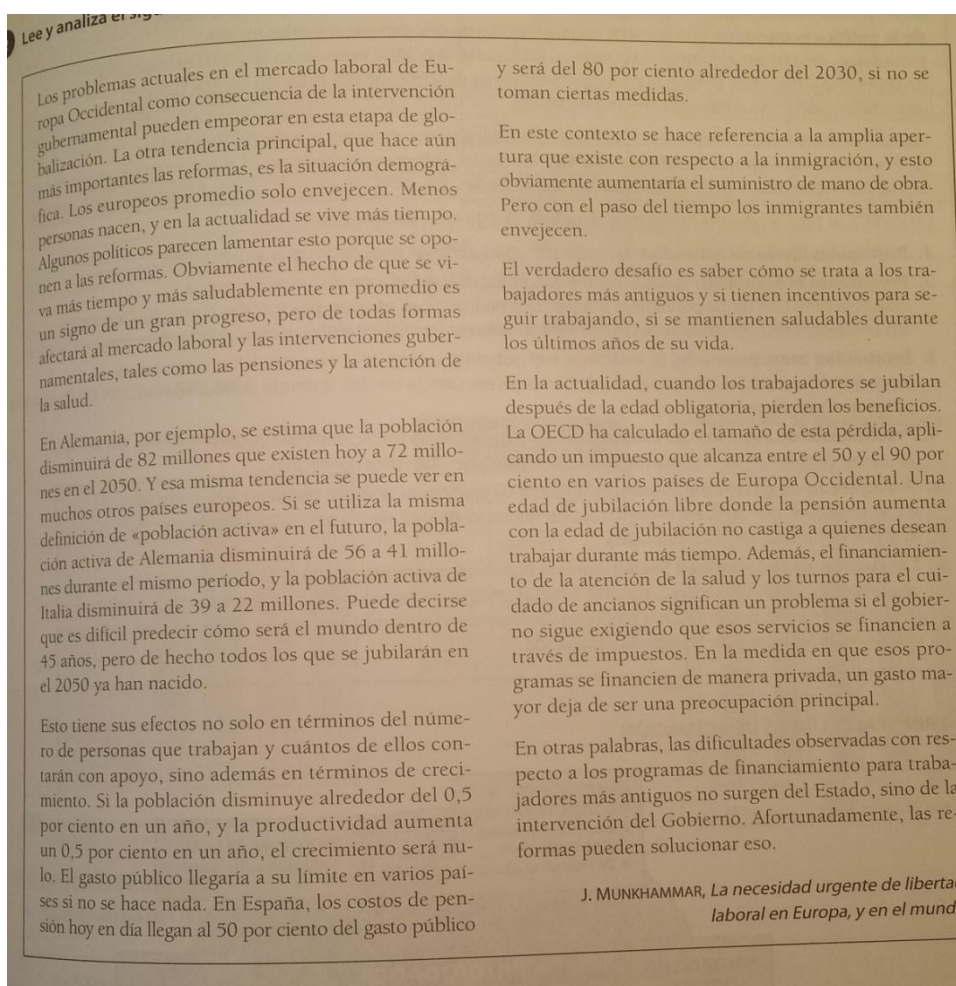 Lee y analiza el
Los problemas actuales en el mercado laboral de Eu-
ropa Occidental como consecuencia de la intervención
gubernamental pueden empeorar en esta etapa de glo-
balización. La otra tendencia principal, que hace aún
más importantes las reformas, es la situación demográ-
fica. Los europeos promedio solo envejecen. Menos
personas nacen, y en la actualidad se vive más tiempo.
Algunos políticos parecen lamentar esto porque se opo-
nen a las reformas. Obviamente el hecho de que se vi-
va más tiempo y más saludablemente en promedio es
un signo de un gran progreso, pero de todas formas
afectará al mercado laboral y las intervenciones guber-
namentales, tales como las pensiones y la atención de
la salud.
En Alemania, por ejemplo, se estima que la población
disminuirá de 82 millones que existen hoy a 72 millo-
nes en el 2050. Y esa misma tendencia se puede ver en
muchos otros países europeos. Si se utiliza la misma
definición de «población activa» en el futuro, la pobla-
ción activa de Alemania disminuirá de 56 a 41 millo-
nes durante el mismo período, y la población activa de
Italia disminuirá de 39 a 22 millones. Puede decirse
que es difícil predecir cómo será el mundo dentro de
45 años, pero de hecho todos los que se jubilarán en
el 2050 ya han nacido.
Esto tiene sus efectos no solo en términos del núme-
ro de personas que trabajan y cuántos de ellos con-
tarán con apoyo, sino además en términos de creci-
miento. Si la población disminuye alrededor del 0,5
por ciento en un año, y la productividad aumenta
un 0,5 por ciento en un año, el crecimiento será nu-
lo. El gasto público llegaría a su límite en varios paí-
ses si no se hace nada. En España, los costos de pen-
sión hoy en día llegan al 50 por ciento del gasto público
y será del 80 por ciento alrededor del 2030, si no se
toman ciertas medidas.
En este contexto se hace referencia a la amplia aper-
tura que existe con respecto a la inmigración, y esto
obviamente aumentaría el suministro de mano de obra.
Pero con el paso del tiempo los inmigrantes también
envejecen.
El verdadero desafío es saber cómo se trata a los tra-
bajadores más antiguos y si tienen incentivos para se-
guir trabajando, si se mantienen saludables durante
los últimos años de su vida.
En la actualidad, cuando los trabajadores se jubilan
después de la edad obligatoria, pierden los beneficios.
La OECD ha calculado el tamaño de esta pérdida, apli-
cando un impuesto que alcanza entre el 50 y el 90 por
ciento en varios países de Europa Occidental. Una
edad de jubilación libre donde la pensión aumenta
con la edad de jubilación no castiga a quienes desean
trabajar durante más tiempo. Además, el financiamien-
to de la atención de la salud y los turnos para el cui-
dado de ancianos significan un problema si el gobier-
no sigue exigiendo que esos servicios se financien a
través de impuestos. En la medida en que esos pro-
gramas se financien de manera privada, un gasto ma-
yor deja de ser una preocupación principal.
En otras palabras, las dificultades observadas con res-
pecto a los programas de financiamiento para traba-
jadores más antiguos no surgen del Estado, sino de la
intervención del Gobierno. Afortunadamente, las re-
formas pueden solucionar eso.
J. MUNKHAMMAR, La necesidad urgente de liberta
laboral en Europa, y en el mund